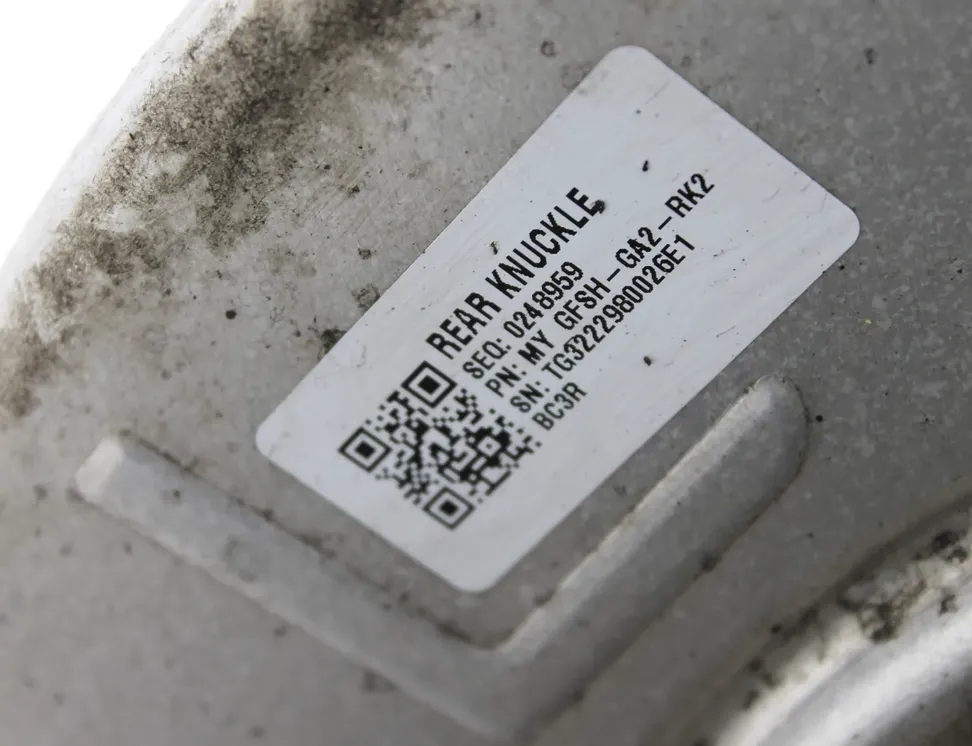 REAR KNUCKLE
SEQ: 0248959
PN: MY GFSH-GA2-RK2
SN: TG3222980026E1
BC3R